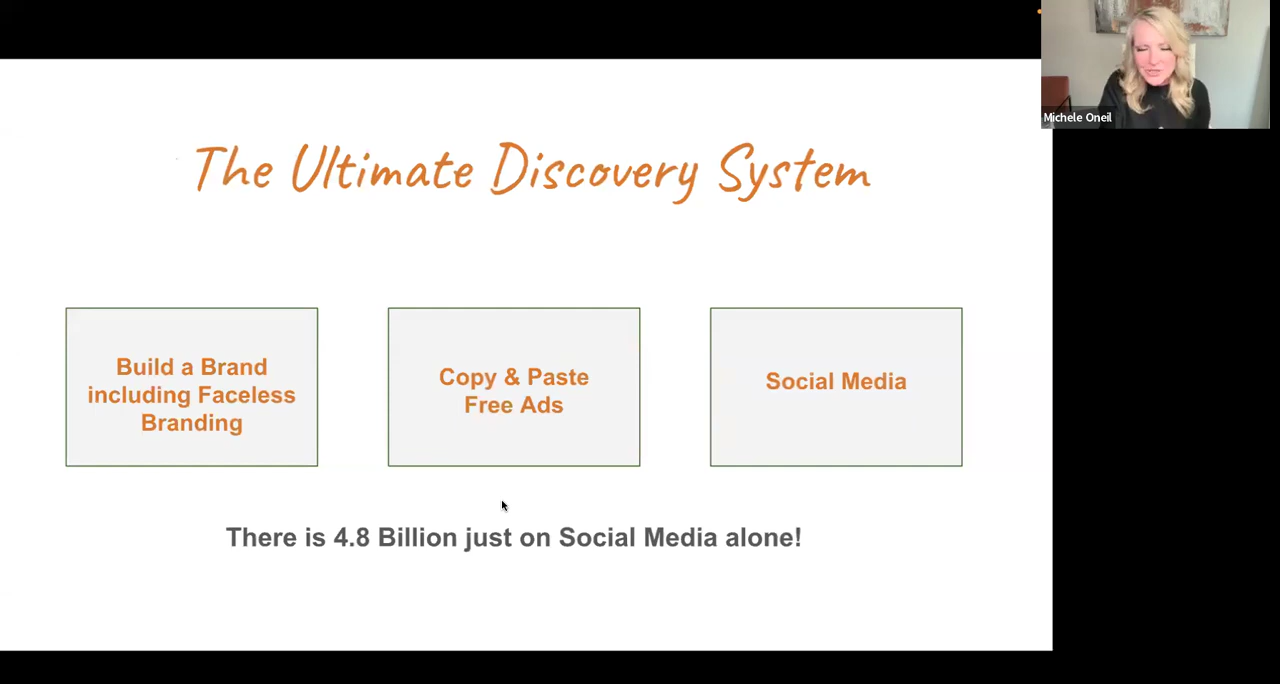 Michele Oneil
The Ultimate Discovery System
Build a Brand
including Faceless
Branding
Copy & Paste
Free Ads
Social Media
There is 4.8 Billion just on Social Media alone!